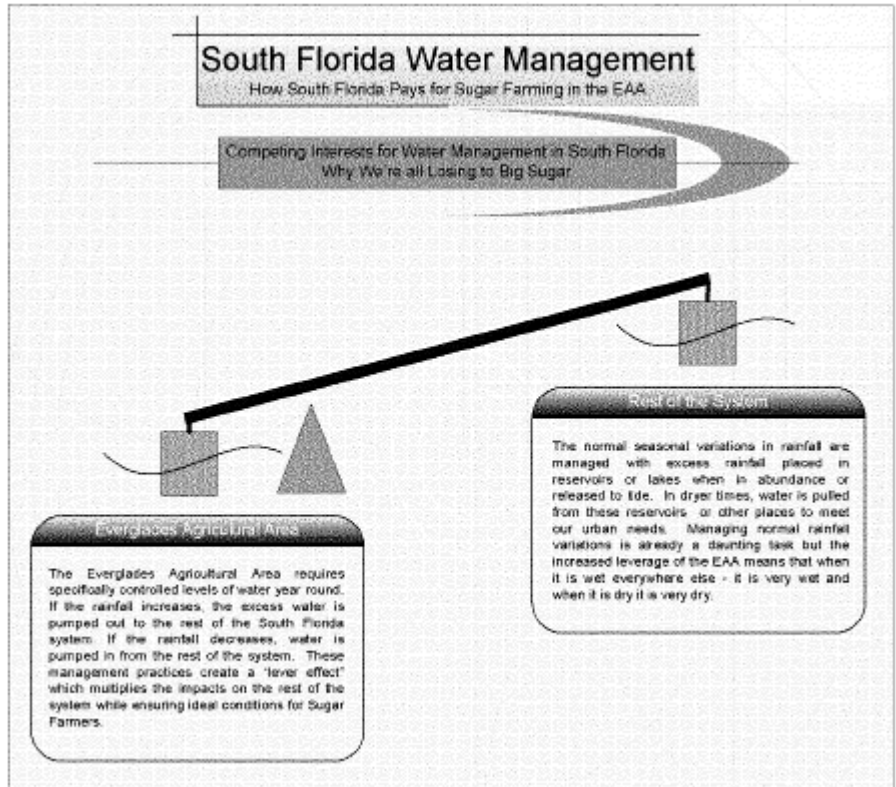 South Florida Water Management
How South Florida Pays for Sugar Farming in the EAA
Competing Interests for Water Management in South Florida
Why We're all Losing to Big Sugar
Rest of the System
The normal seasonal variations in rainfall are
managed with excess rainfall placed in
reservoirs or lakes when in abundance or
released to tide. In dryer times, water is pulled
from these reservoirs or other places to meet
our urban needs. Managing normal rainfall
variations is already a daunting task but the
increased leverage of the EAA means that when
it is wet everywhere else - it is very wet and
when it is dry it is very dry.
Everglades Agricultural Area
The Everglades Agricultural Area requires
specifically controlled levels of water year round.
If the rainfall increases, the excess water is
pumped out to the rest of the South Florida
system. If the rainfall decreases, water is
pumped in from the rest of the system. These
management practices create a "lever effect"
which multiplies the impacts on the rest of the
system while ensuring ideal conditions for Sugar
Farmers.